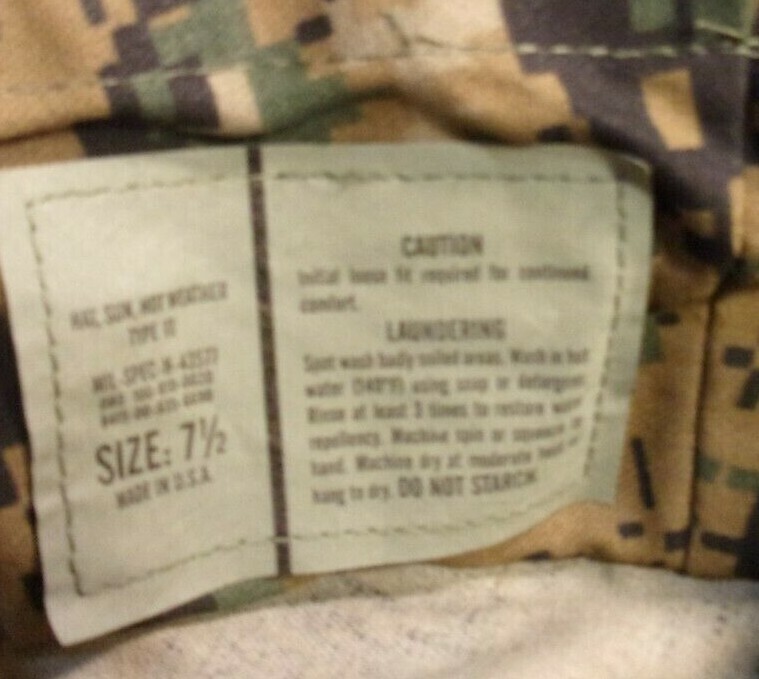 HAT, SUN, HOT WEATHER
TYPE II
MIL-SPEC-H-43577
SIZE: 7½
MADE IN U.S.A.
CAUTION
Initial loose fit required for continued
comfort.
LAUNDERING
Spot wash badly soiled areas. Wash in hot
water (140°F) using soap or detergent.
Rinse at least 3 times to restore water
repellency. Machine spin or squeeze by
hand. Machine dry at moderate heat or
hang to dry. DO NOT STARCH